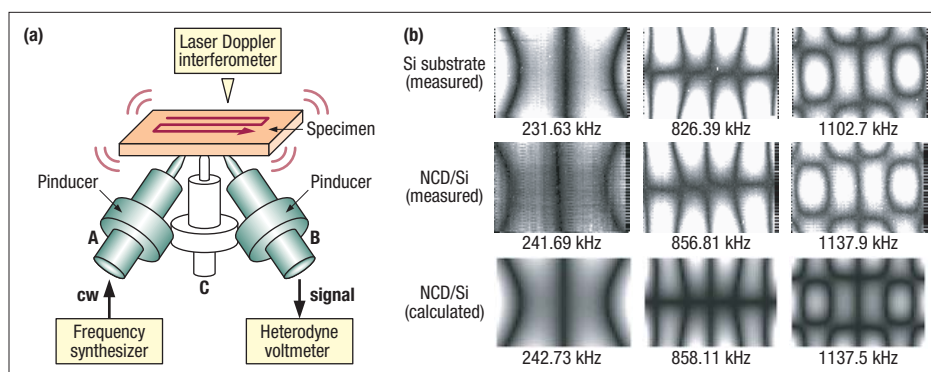 (a)
Laser Doppler
interferometer
Specimen
Pinducer
Pinducer
A
B
C
cw
signal
Frequency
synthesizer
Heterodyne
voltmeter
(b)
Si substrate
(measured)
231.63 kHz
826.39 kHz
1102.7 kHz
NCD/Si
(measured)
241.69 kHz
856.81 kHz
1137.9 kHz
NCD/Si
(calculated)
242.73 kHz
858.11 kHz
1137.5 kHz